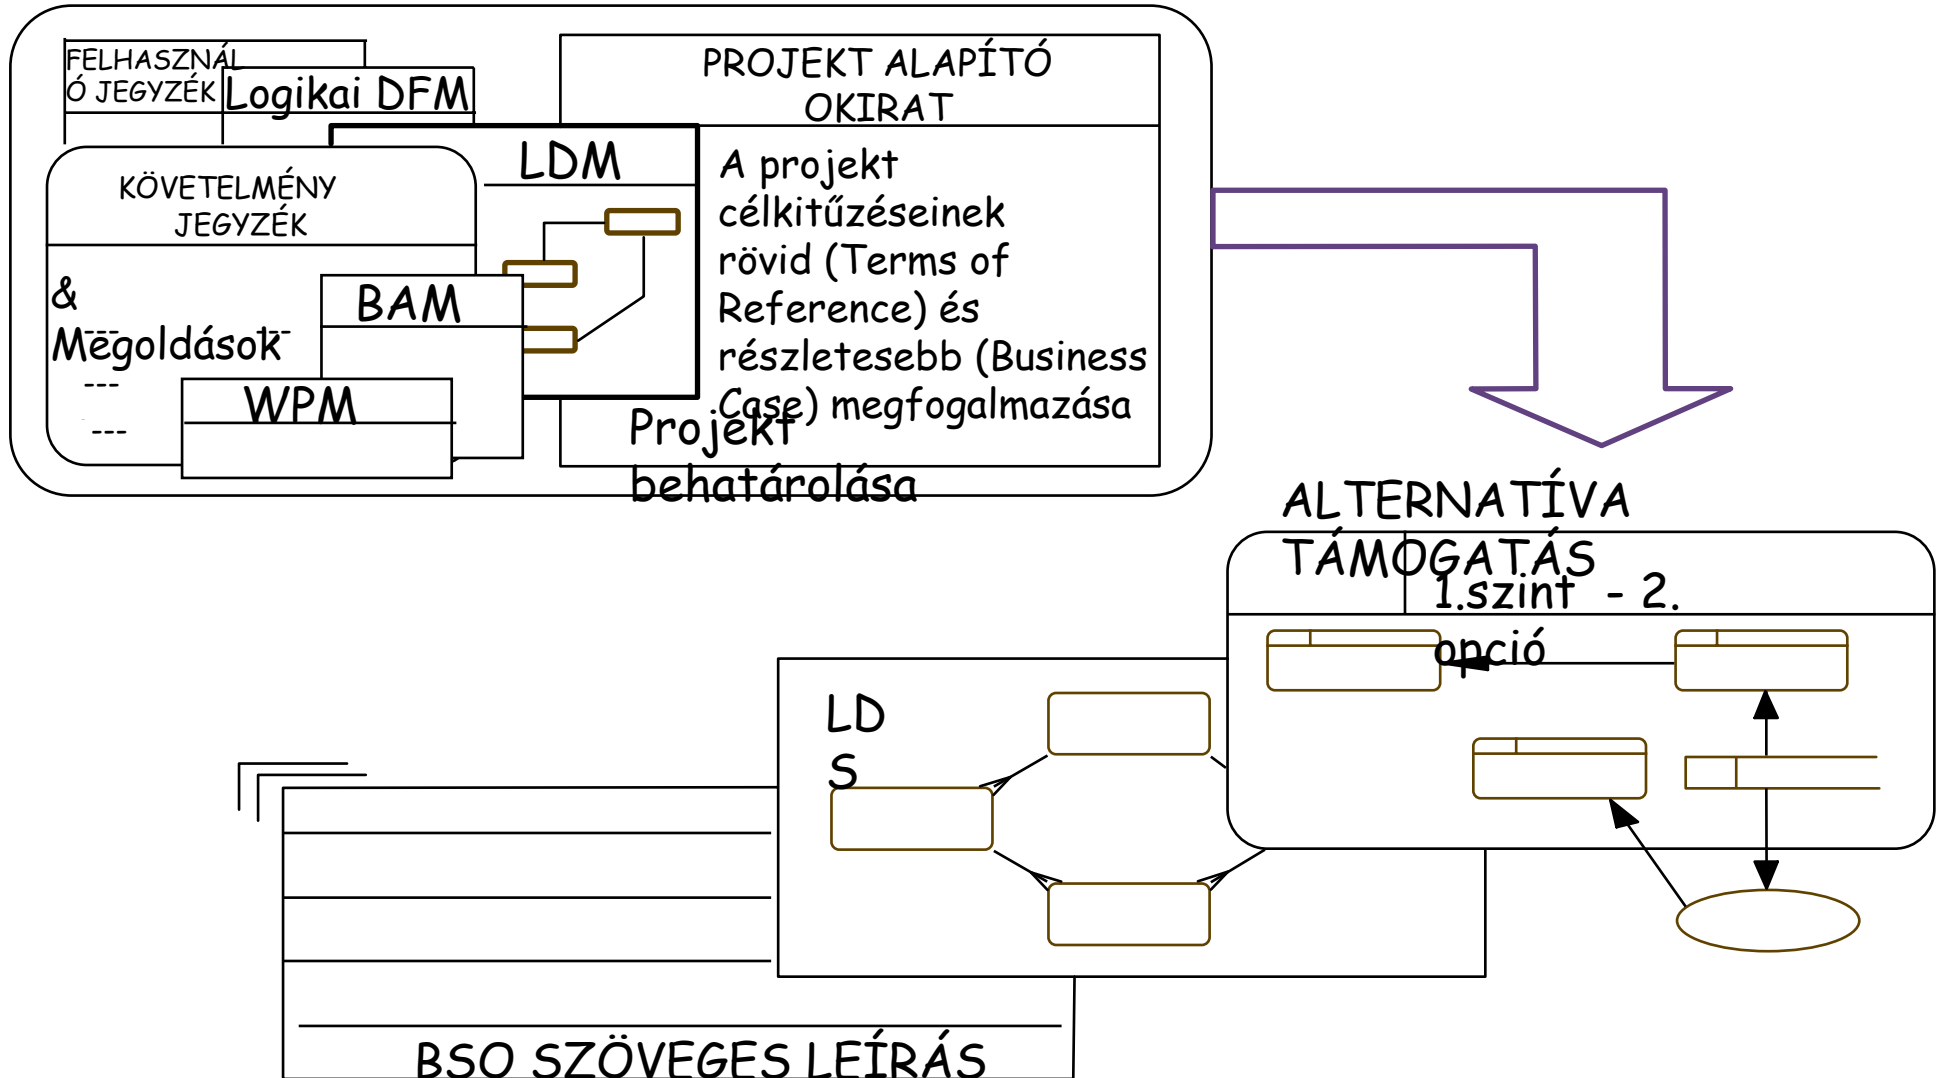 FELHASZNÁL
Ó JEGYZÉK
Logikai DFM
LDM
KÖVETELMÉNY
JEGYZÉK
&
Megoldások
BAM
WPM
PROJEKT ALAPÍTÓ
OKIRAT
A projekt
célkitűzéseinek
rövid (Terms of
Reference) és
részletesebb (Business
Case) megfogalmazása
Projekt
behatárolása
ALTERNATÍVA
TÁMOGATÁS
1.szint - 2.
opció
LD
S
BSO SZÖVEGES LEÍRÁS